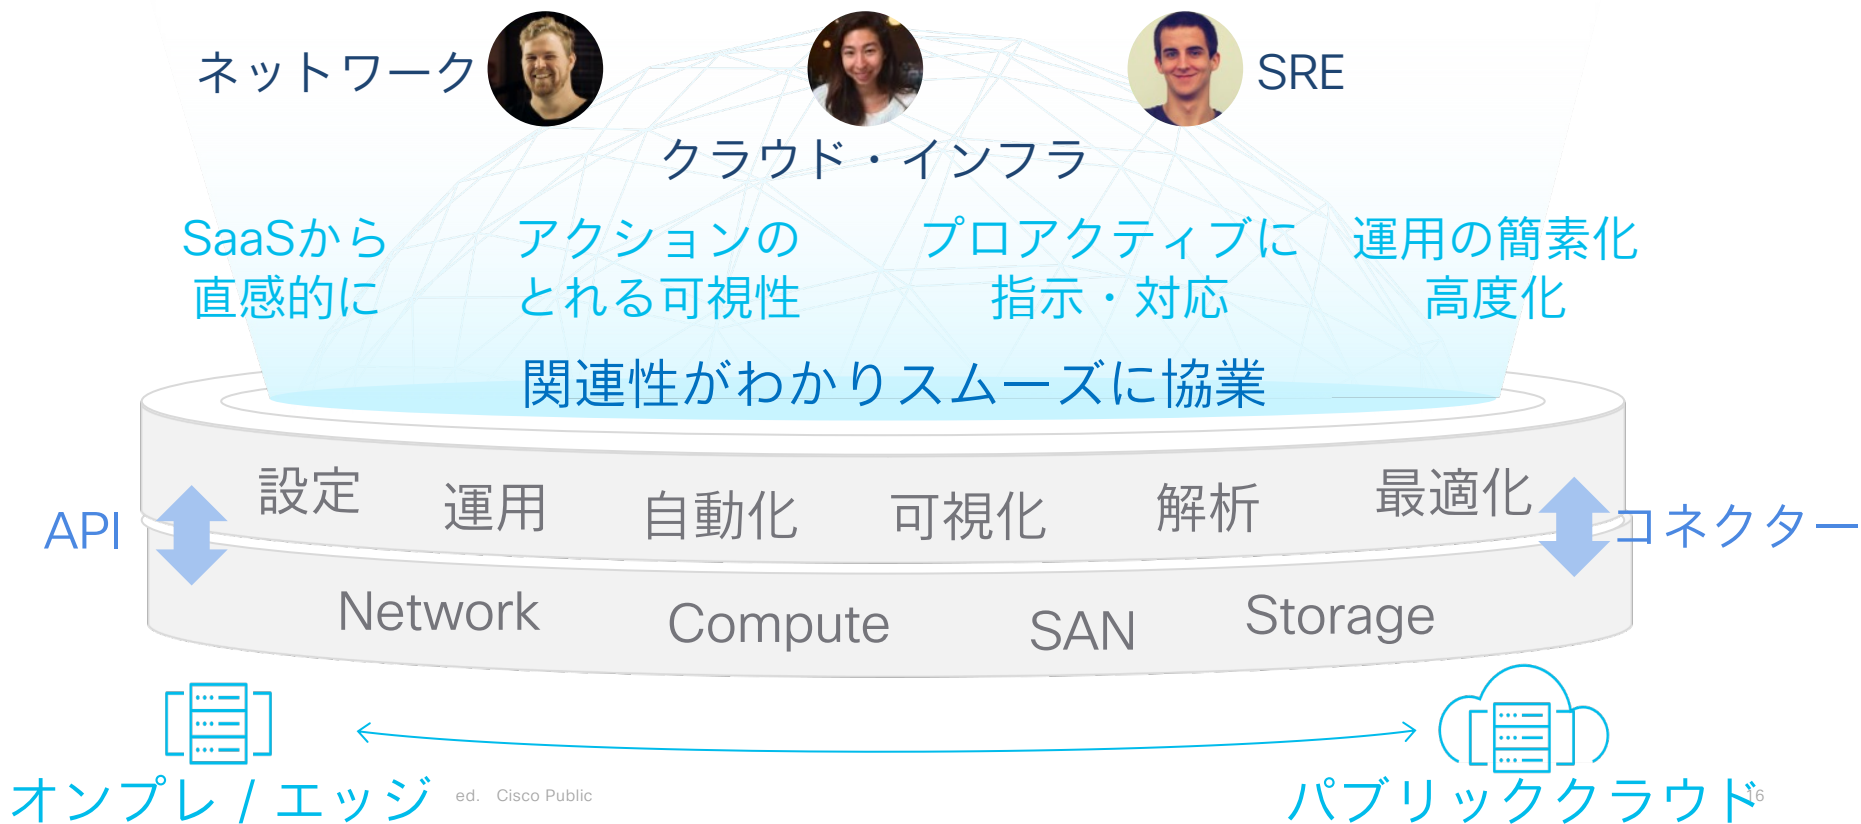 ネットワーク
SRE
クラウド・インフラ
SaaSから
直感的に
アクションの
とれる可視性
プロアクティブに
指示・対応
運用の簡素化
高度化
関連性がわかりスムーズに協業
設定
運用
自動化
可視化
解析
最適化
API
コネクター
Network
Compute
SAN
Storage
オンプレ / エッジ
ed. Cisco Public
パブリッククラウド
16